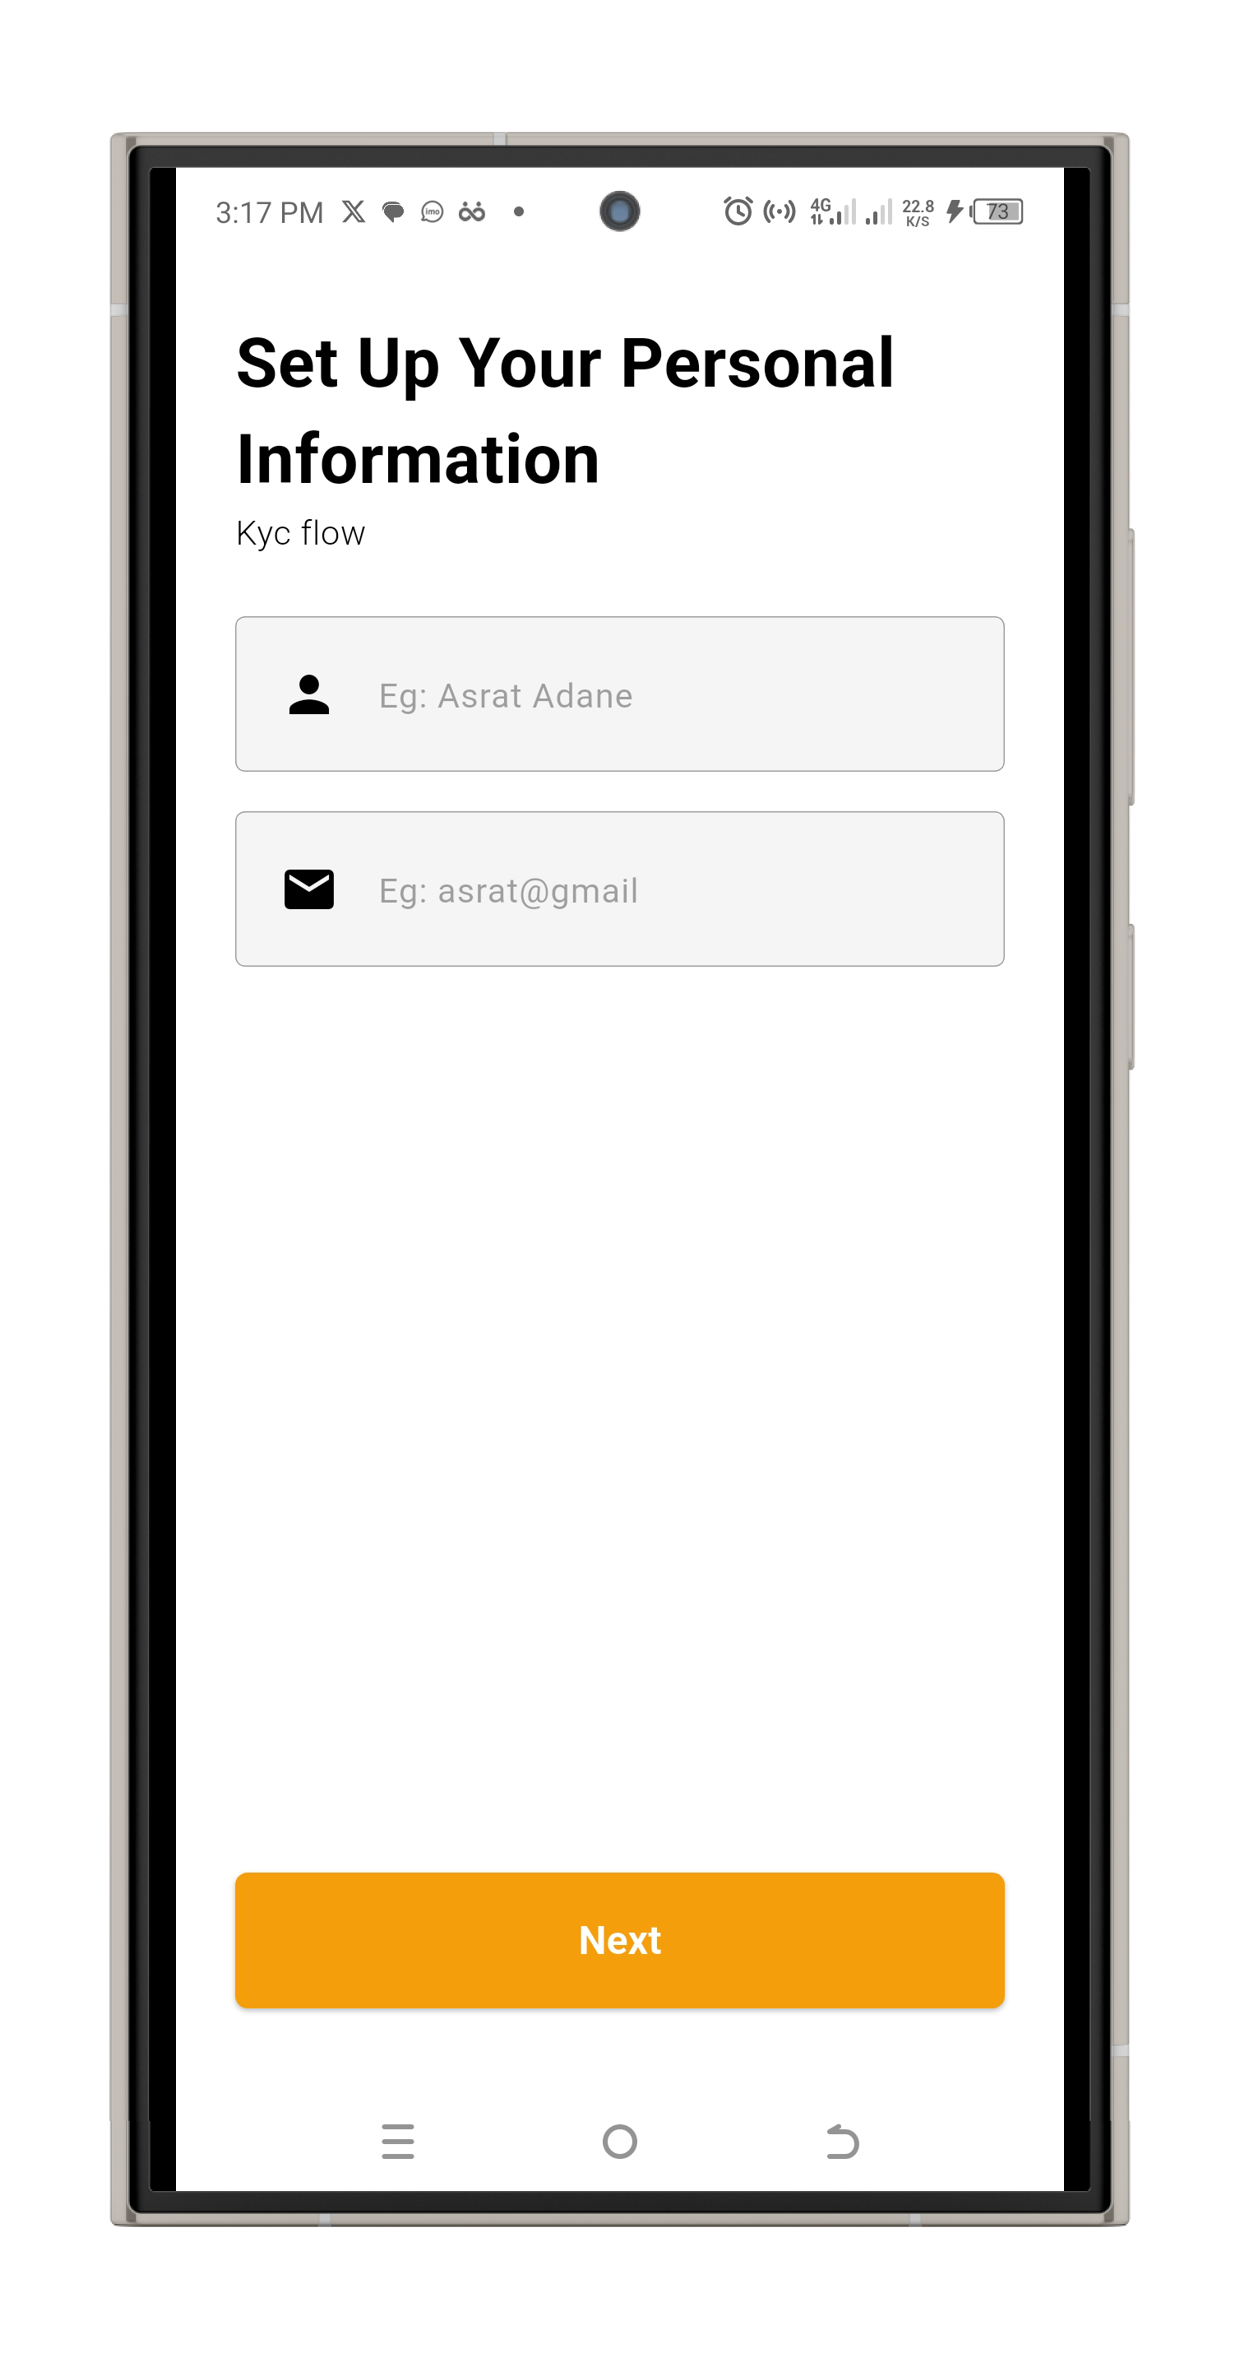 3:17 PM imo 4G 22.8 K/S 73
Set Up Your Personal
Information
Kyc flow
Eg: Asrat Adane
Eg: asrat@gmail
Next